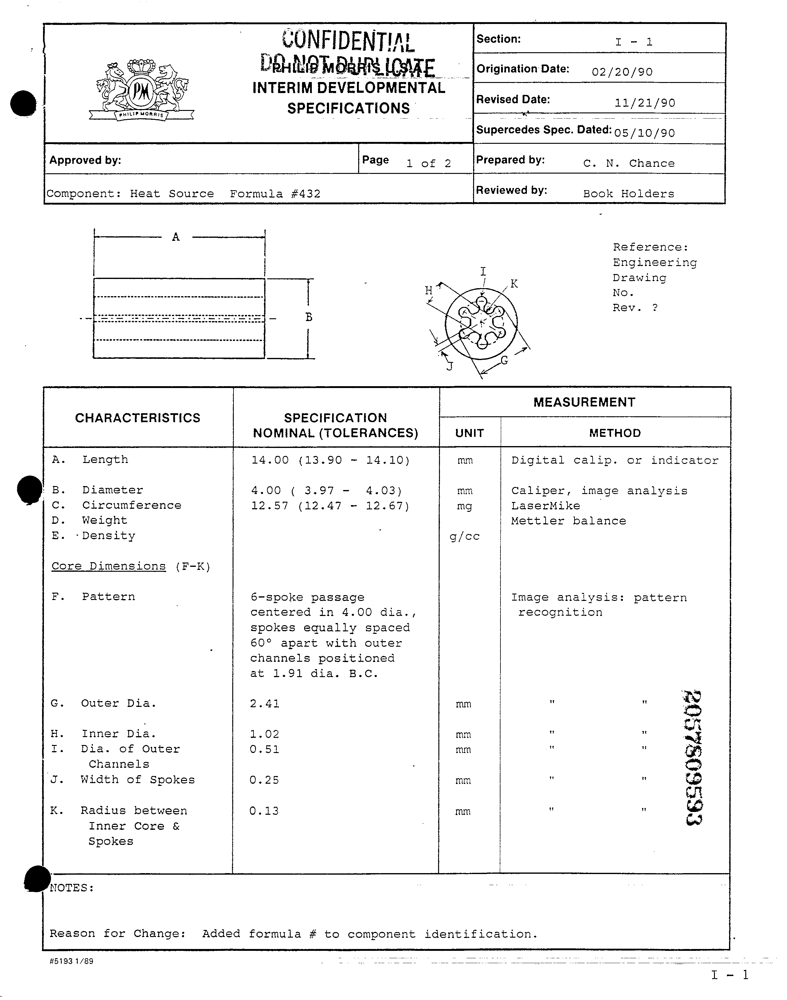 CONFIDENTIAL
DO NOT DUPLICATE
PHILIP MORRIS
INTERIM DEVELOPMENTAL
SPECIFICATIONS
PM
PHILIP MORRIS
Section: I - 1
Origination Date: 02/20/90
Revised Date: 11/21/90
Supercedes Spec. Dated: 05/10/90
Approved by:
Page 1 of 2
Prepared by: C. N. Chance
Component: Heat Source Formula #432
Reviewed by: Book Holders
A
B
H
I
K
J
G
Reference:
Engineering
Drawing
No.
Rev. ?
CHARACTERISTICS
SPECIFICATION
NOMINAL (TOLERANCES)
MEASUREMENT
UNIT METHOD
A. Length 14.00 (13.90 - 14.10) mm Digital calip. or indicator
B. Diameter 4.00 ( 3.97 - 4.03) mm Caliper, image analysis
C. Circumference 12.57 (12.47 - 12.67) mg LaserMike
D. Weight Mettler balance
E. Density g/cc
Core Dimensions (F-K)
F. Pattern 6-spoke passage Image analysis: pattern
centered in 4.00 dia., recognition
spokes equally spaced
60° apart with outer
channels positioned
at 1.91 dia. B.C.
G. Outer Dia. 2.41 mm " "
H. Inner Dia. 1.02 mm " "
I. Dia. of Outer 0.51 mm " "
Channels
J. Width of Spokes 0.25 mm " "
K. Radius between 0.13 mm " "
Inner Core &
Spokes
2057809593
NOTES:
Reason for Change: Added formula # to component identification.
#5193 1/89
I - 1